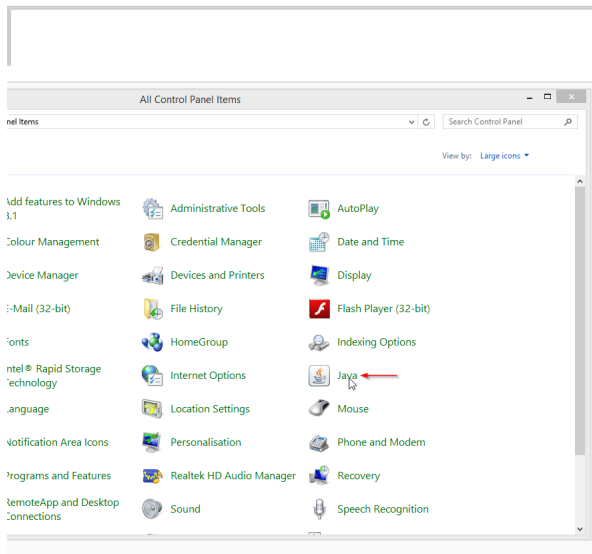 All Control Panel Items
nel Items
Search Control Panel
View by: Large icons
Add features to Windows
8.1
Administrative Tools
AutoPlay
Colour Management
Credential Manager
Date and Time
Device Manager
Devices and Printers
Display
E-Mail (32-bit)
File History
Flash Player (32-bit)
Fonts
HomeGroup
Indexing Options
ntel® Rapid Storage
Technology
Internet Options
Java
Language
Location Settings
Mouse
Notification Area Icons
Personalisation
Phone and Modem
Programs and Features
Realtek HD Audio Manager
Recovery
RemoteApp and Desktop
Connections
Sound
Speech Recognition